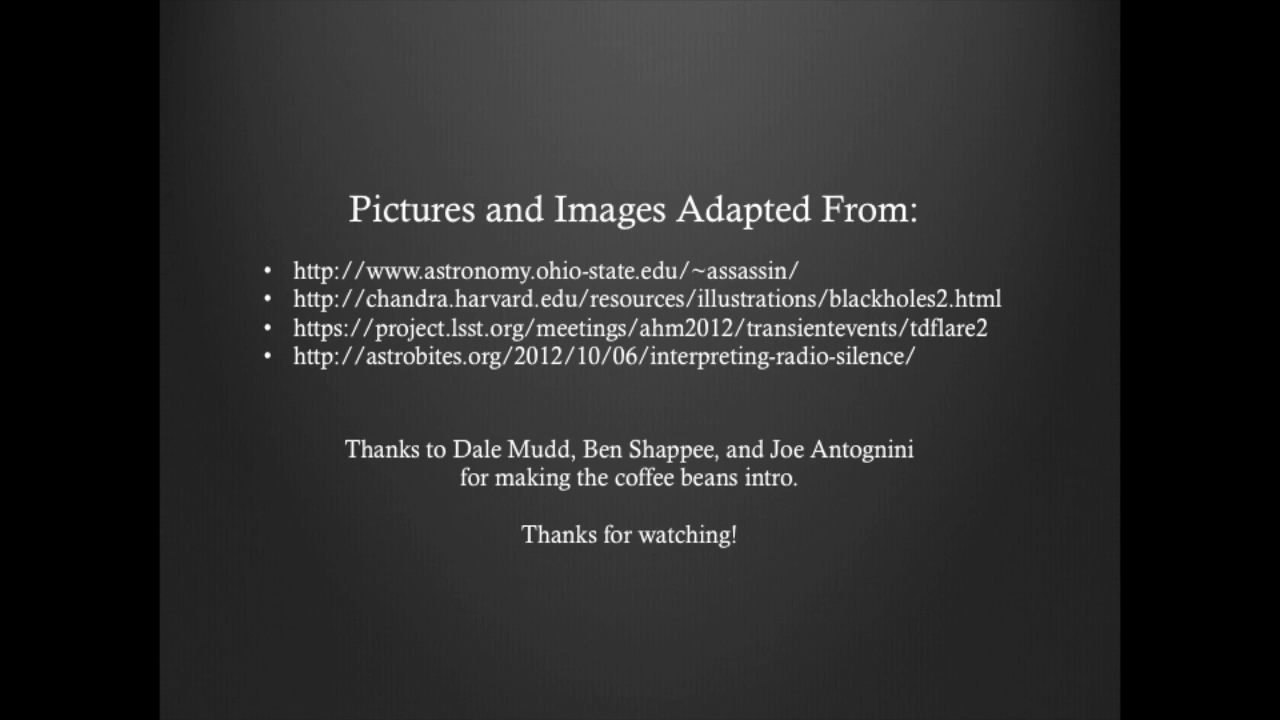 Pictures and Images Adapted From:
• http://www.astronomy.ohio-state.edu/~assassin/
• http://chandra.harvard.edu/resources/illustrations/blackholes2.html
• https://project.lsst.org/meetings/ahm2012/transientevents/tdflare2
• http://astrobites.org/2012/10/06/interpreting-radio-silence/
Thanks to Dale Mudd, Ben Shappee, and Joe Antognini
for making the coffee beans intro.
Thanks for watching!